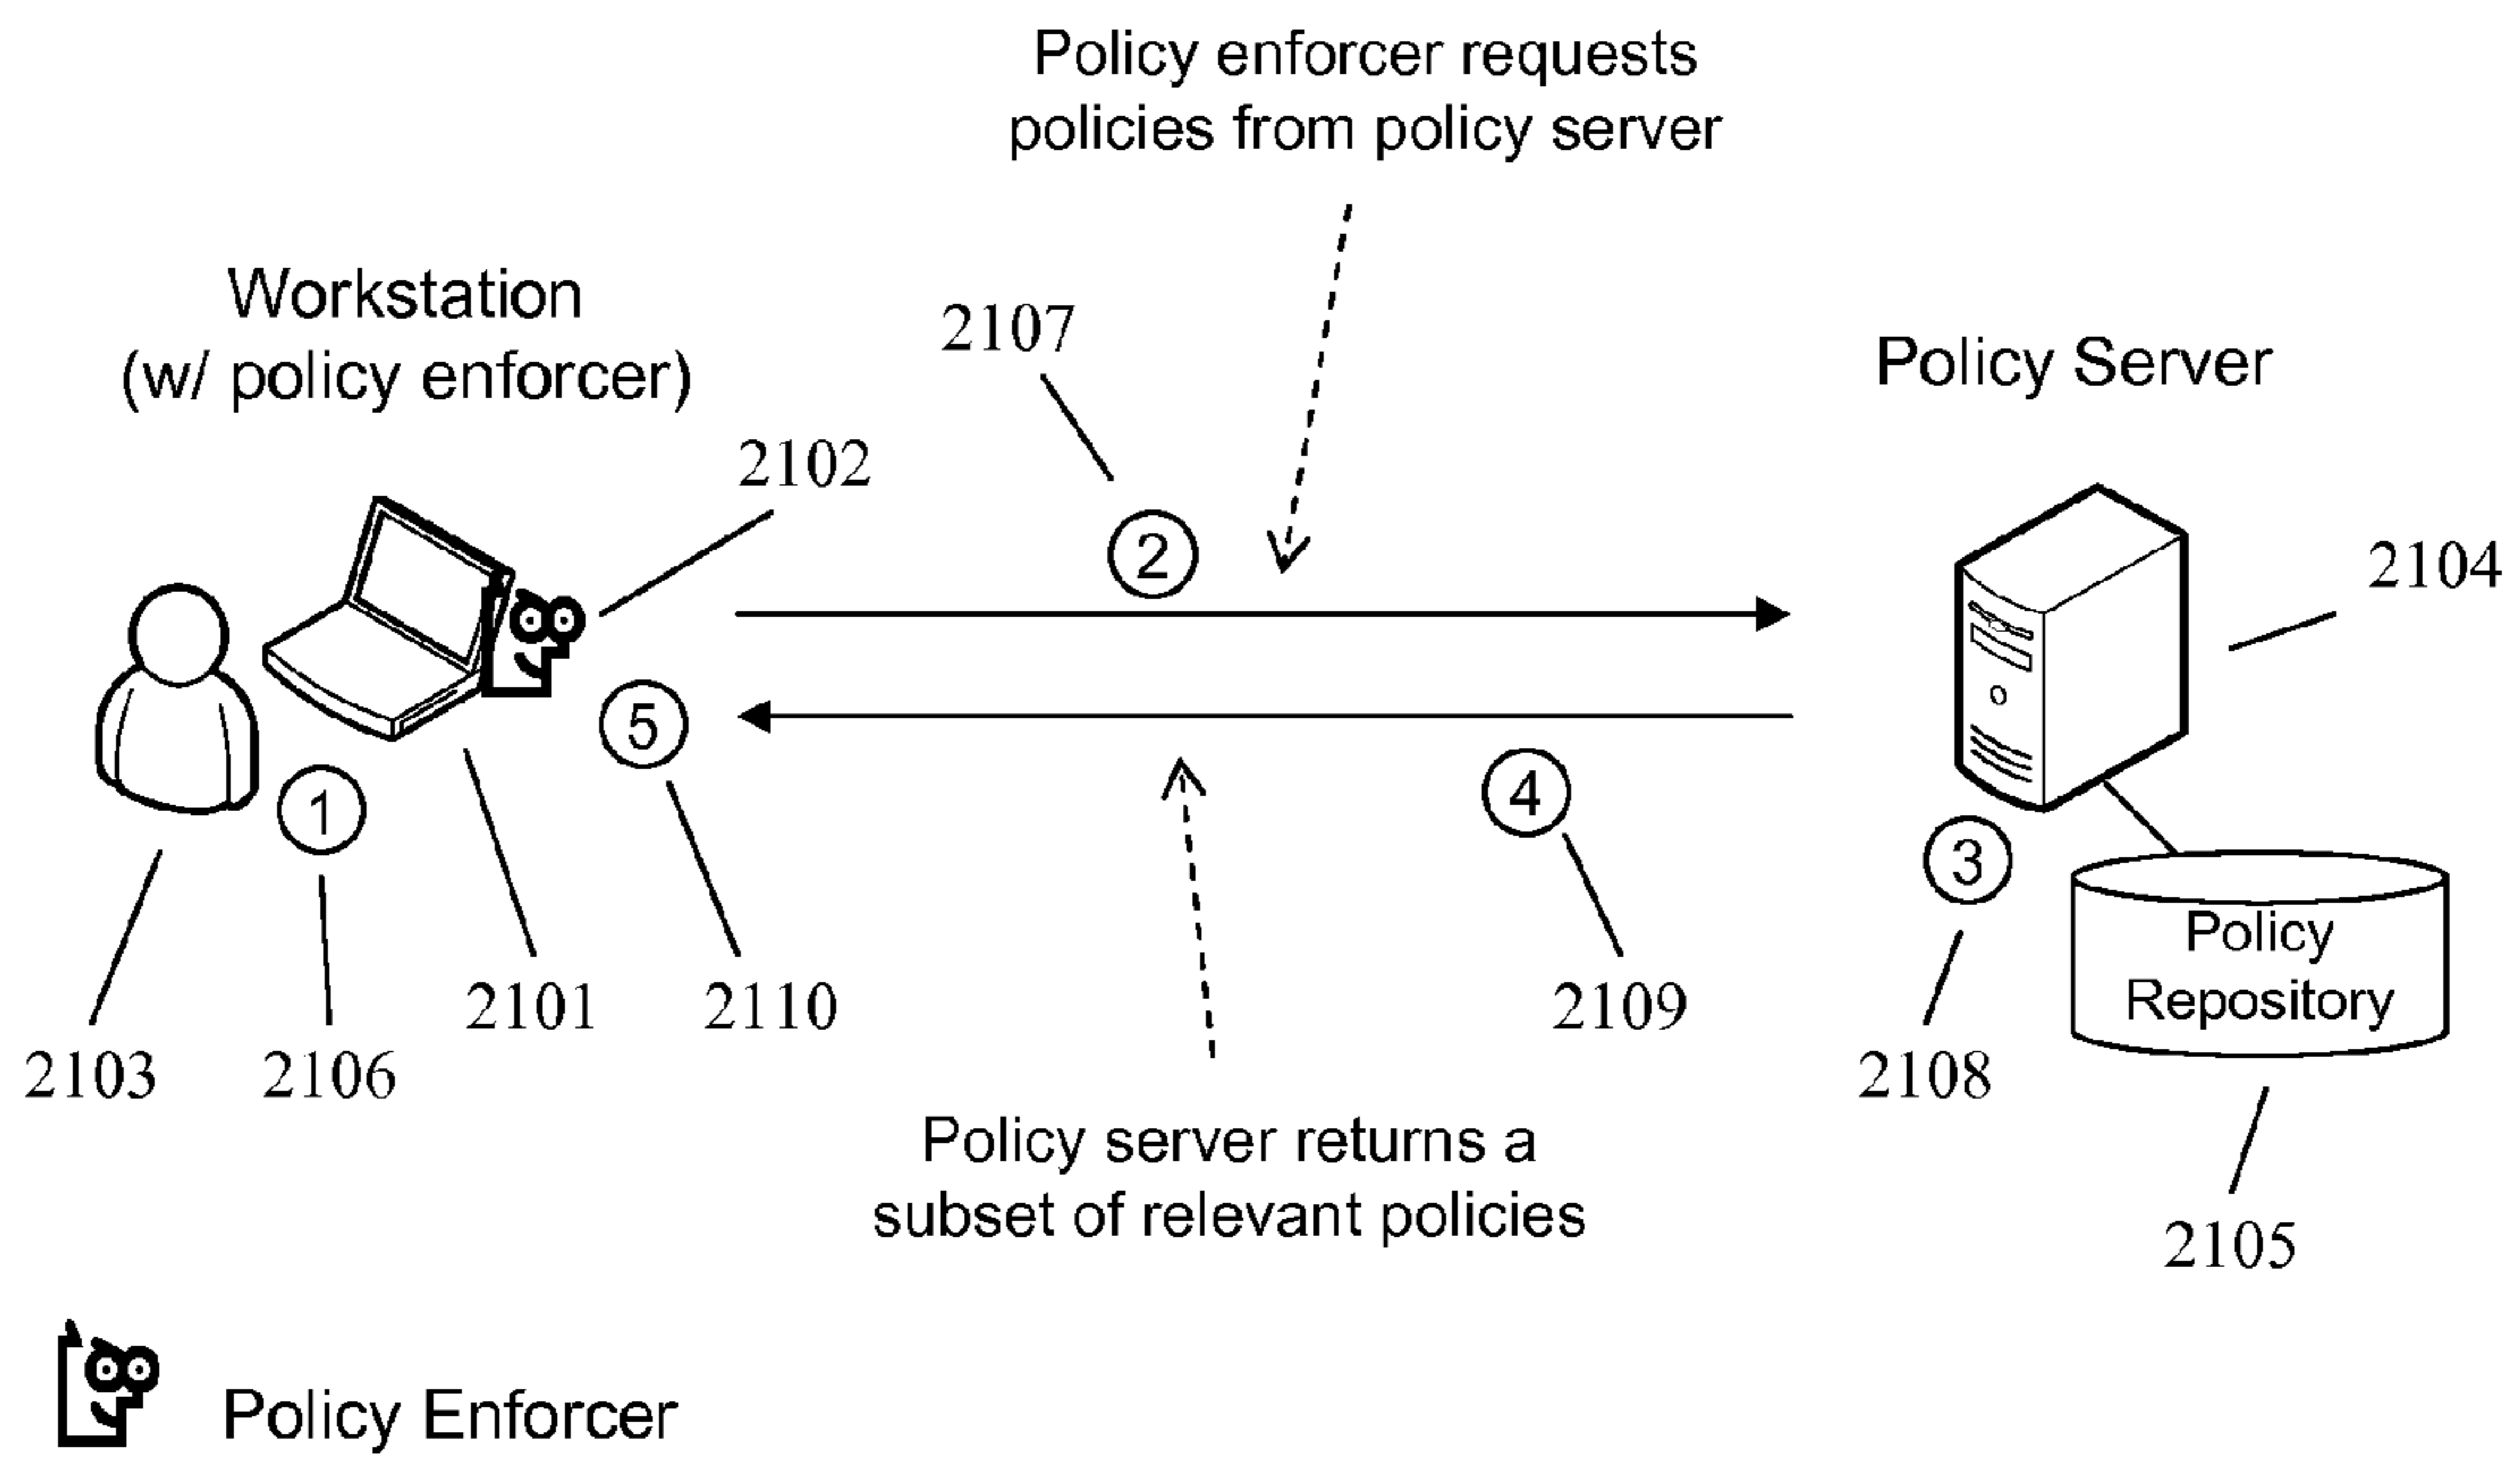 Policy enforcer requests
policies from policy server
Workstation
(w/ policy enforcer)
2107
Policy Server
2102
2
2104
5
1
4
3
Policy
Repository
2101
2110
2109
2103
2106
2108
Policy server returns a
subset of relevant policies
2105
Policy Enforcer